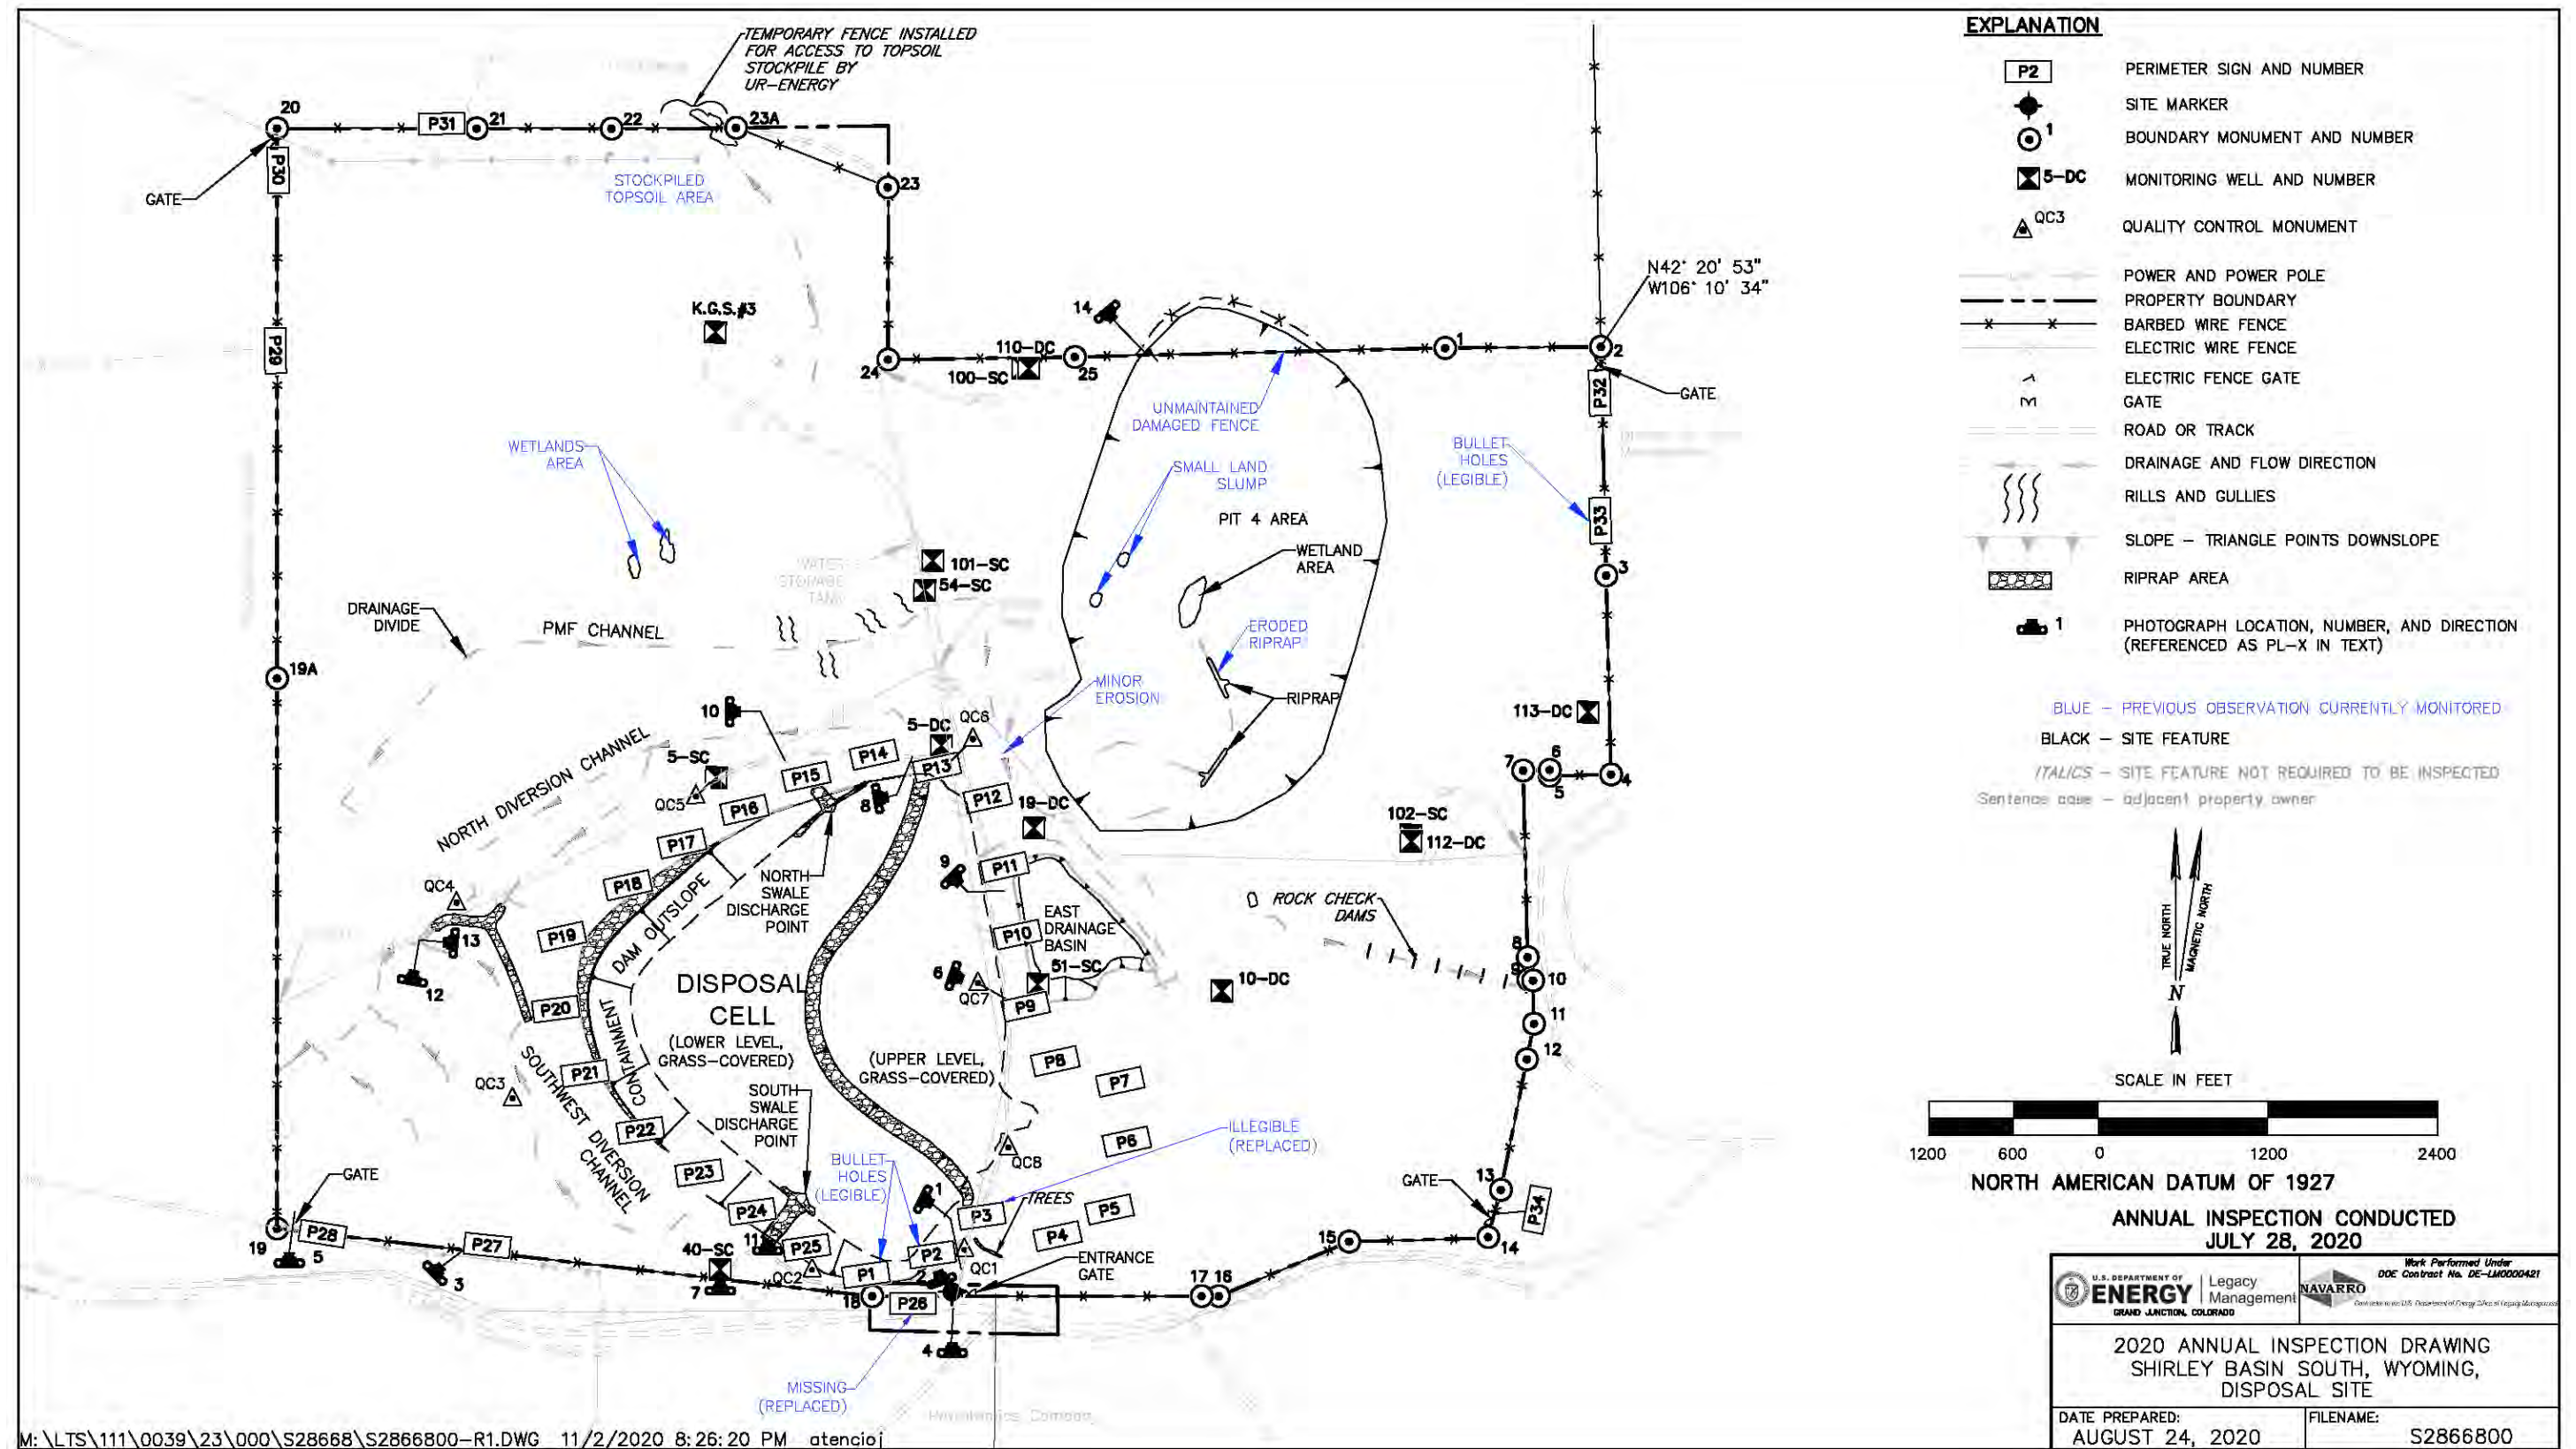 TEMPORARY FENCE INSTALLED
FOR ACCESS TO TOPSOIL
STOCKPILE BY
UR-ENERGY
20
P31
21
22
23A
P30
GATE
STOCKPILED
TOPSOIL AREA
23
N42° 20' 53"
W106° 10' 34"
K.G.S.#3
14
P29
110-DC
100-SC
24
25
1
2
GATE
P32
UNMAINTAINED
DAMAGED FENCE
BULLET
HOLES
(LEGIBLE)
WETLANDS
AREA
SMALL LAND
SLUMP
PIT 4 AREA
P33
WETLAND
AREA
WATER
STORAGE
TANK
101-SC
54-SC
3
DRAINAGE
DIVIDE
PMF CHANNEL
ERODED
RIPRAP
19A
MINOR
EROSION
RIPRAP
10
5-DC
QC6
113-DC
NORTH DIVERSION CHANNEL
5-SC
P15
P14
P13
7
6
5
4
QC5
P16
8
P12
19-DC
102-SC
112-DC
P17
9
P11
QC4
P18
NORTH
SWALE
DISCHARGE
POINT
EAST
DRAINAGE
BASIN
ROCK CHECK
DAMS
13
P19
DAM OUTSLOPE
P10
8
9
12
DISPOSAL
CELL
(LOWER LEVEL,
GRASS-COVERED)
6
QC7
51-SC
10-DC
10
P20
CONTAINMENT
P9
11
(UPPER LEVEL,
GRASS-COVERED)
P8
12
QC3
P21
P7
SOUTHWEST DIVERSION
CHANNEL
SOUTH
SWALE
DISCHARGE
POINT
P22
P6
ILLEGIBLE
(REPLACED)
QC8
P23
BULLET
HOLES
(LEGIBLE)
GATE
GATE
13
1
TREES
P24
P3
P5
P34
19
P28
P27
40-SC
11
P25
P2
P4
15
14
5
3
7
QC2
P1
2
QC1
ENTRANCE
GATE
18
P26
17
16
4
MISSING
(REPLACED)
M:\LTS\111\0039\23\000\S28668\S2866800-R1.DWG 11/2/2020 8:26:20 PM atencioj
EXPLANATION
P2 PERIMETER SIGN AND NUMBER
SITE MARKER
1 BOUNDARY MONUMENT AND NUMBER
5-DC MONITORING WELL AND NUMBER
QC3 QUALITY CONTROL MONUMENT
POWER AND POWER POLE
PROPERTY BOUNDARY
BARBED WIRE FENCE
ELECTRIC WIRE FENCE
ELECTRIC FENCE GATE
GATE
ROAD OR TRACK
DRAINAGE AND FLOW DIRECTION
RILLS AND GULLIES
SLOPE - TRIANGLE POINTS DOWNSLOPE
RIPRAP AREA
1 PHOTOGRAPH LOCATION, NUMBER, AND DIRECTION
(REFERENCED AS PL-X IN TEXT)
BLUE - PREVIOUS OBSERVATION CURRENTLY MONITORED
BLACK - SITE FEATURE
ITALICS - SITE FEATURE NOT REQUIRED TO BE INSPECTED
Sentence case - adjacent property owner
TRUE NORTH
MAGNETIC NORTH
N
SCALE IN FEET
1200 600 0 1200 2400
NORTH AMERICAN DATUM OF 1927
ANNUAL INSPECTION CONDUCTED
JULY 28, 2020
U.S. DEPARTMENT OF
ENERGY
Legacy
Management
GRAND JUNCTION, COLORADO
NAVARRO
Work Performed Under
DOE Contract No. DE-LM0000421
2020 ANNUAL INSPECTION DRAWING
SHIRLEY BASIN SOUTH, WYOMING,
DISPOSAL SITE
DATE PREPARED:
AUGUST 24, 2020
FILENAME:
S2866800